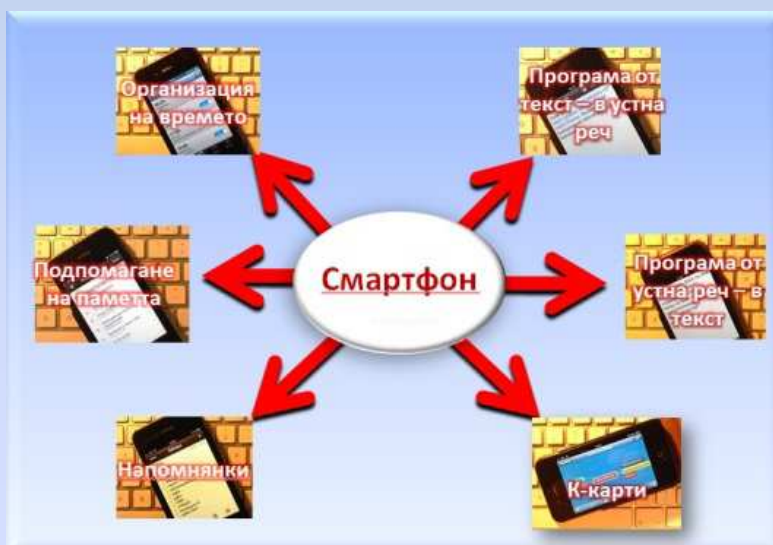 Организация
на времето
Програма от
текст – в устна
реч
Подпомагане
на паметта
Смартфон
Програма от
устна реч – в
текст
Напомнянки
К-карти